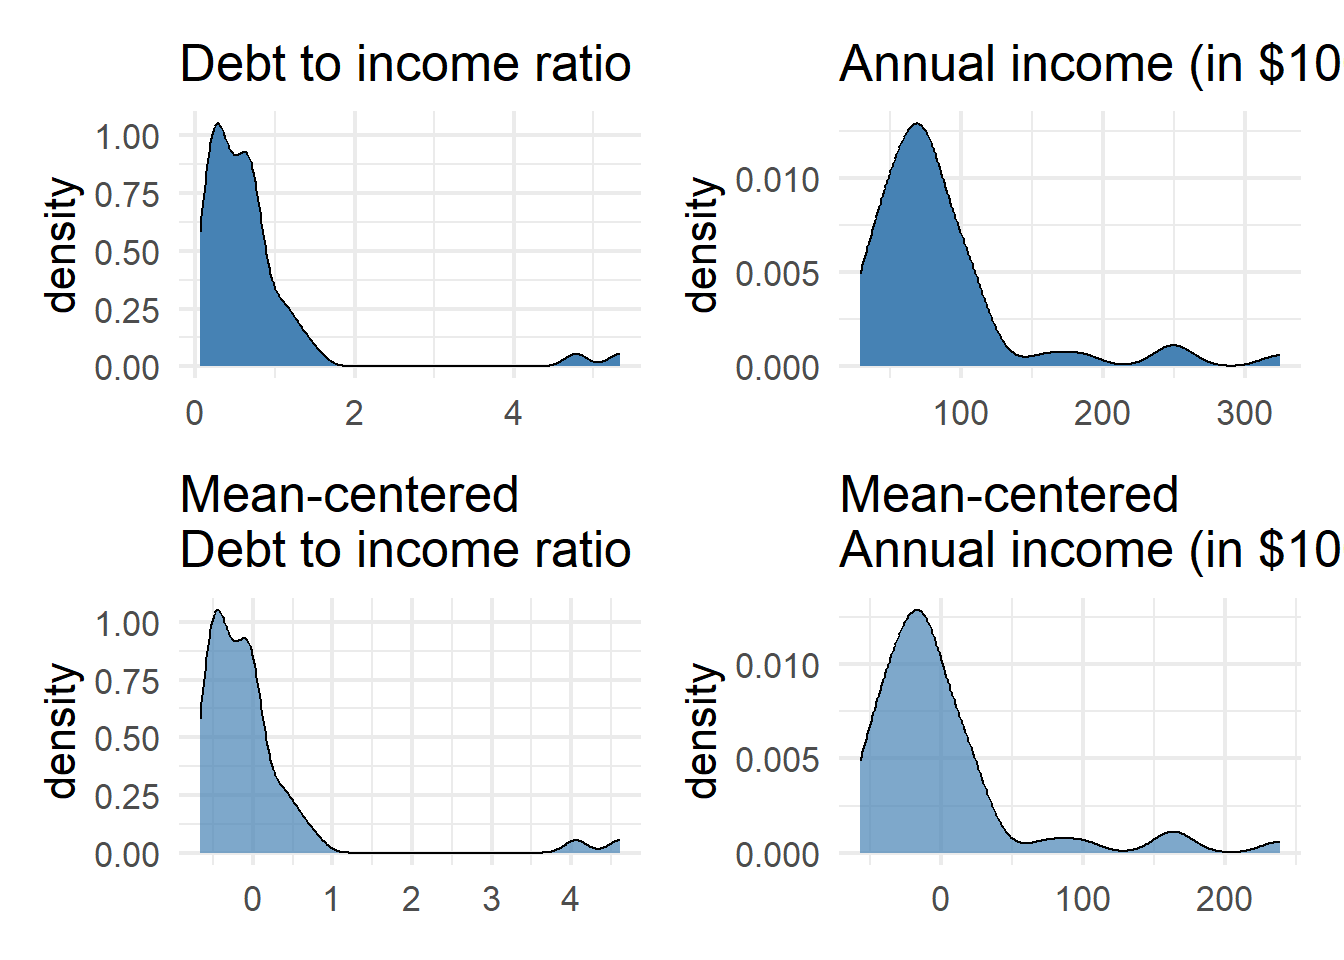 Debt to income ratio
density
1.00
0.75
0.50
0.25
0.00
0 2 4
Annual income (in $10
density
0.010
0.005
0.000
100 200 300
Mean-centered
Debt to income ratio
density
1.00
0.75
0.50
0.25
0.00
0 1 2 3 4
Mean-centered
Annual income (in $10
density
0.010
0.005
0.000
0 100 200